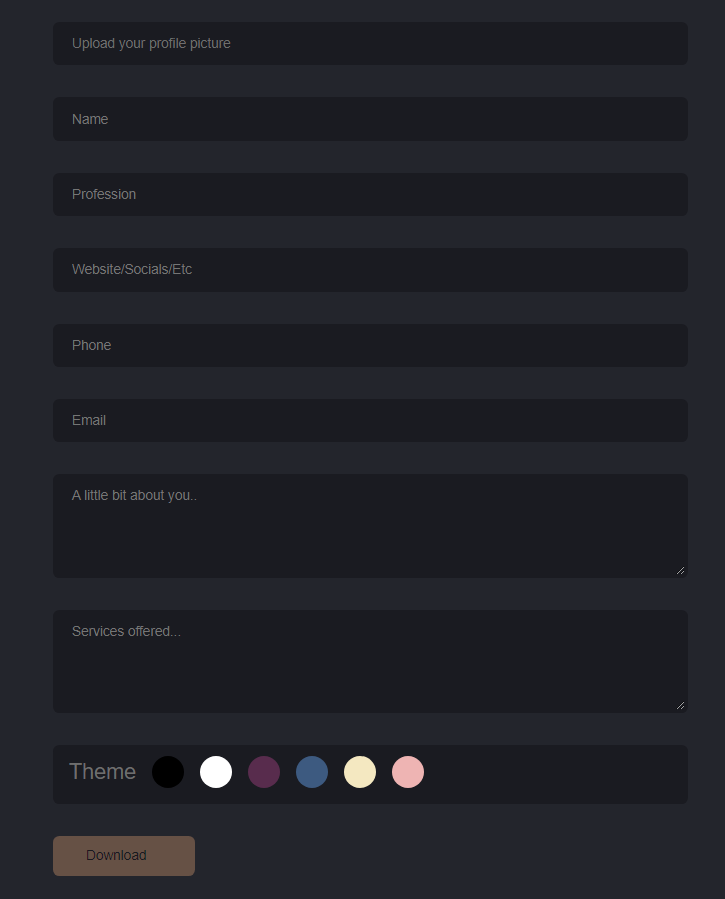 Upload your profile picture
Name
Profession
Website/Socials/Etc
Phone
Email
A little bit about you..
Services offered...
Theme
Download